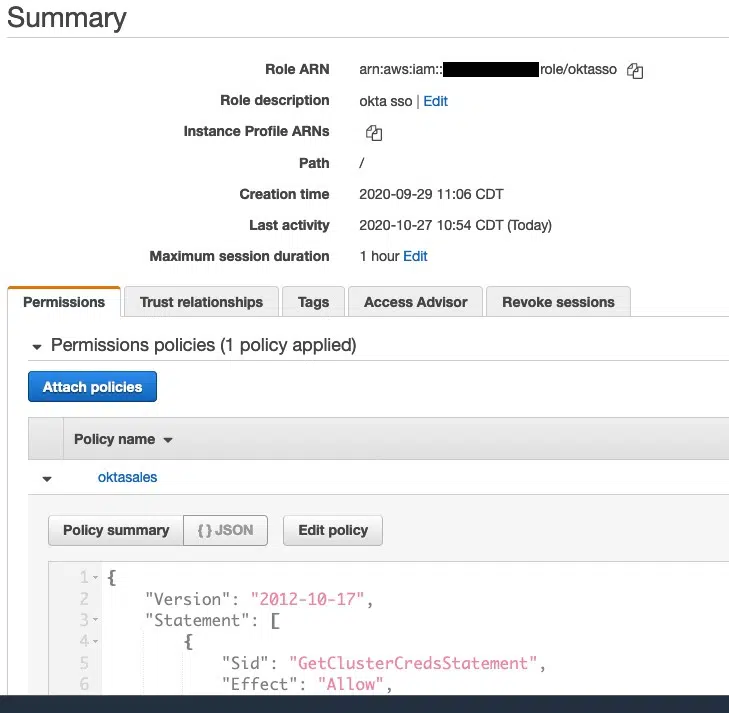 Summary
Role ARN arn:aws:iam:: role/oktasso
Role description okta sso | Edit
Instance Profile ARNs
Path /
Creation time 2020-09-29 11:06 CDT
Last activity 2020-10-27 10:54 CDT (Today)
Maximum session duration 1 hour Edit
Permissions Trust relationships Tags Access Advisor Revoke sessions
Permissions policies (1 policy applied)
Attach policies
Policy name
oktasales
Policy summary { } JSON Edit policy
1 {
2 "Version": "2012-10-17",
3 "Statement": [
4 {
5 "Sid": "GetClusterCredsStatement",
6 "Effect": "Allow",